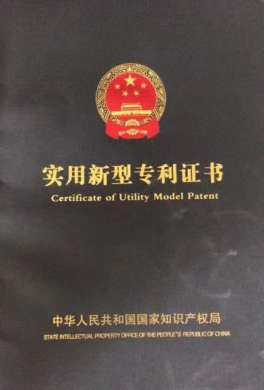 实用新型专利证书
Certificate of Utility Model Patent
中华人民共和国国家知识产权局
STATE INTELLECTUAL PROPERTY OFFICE OF THE PEOPLE'S REPUBLIC OF CHINA